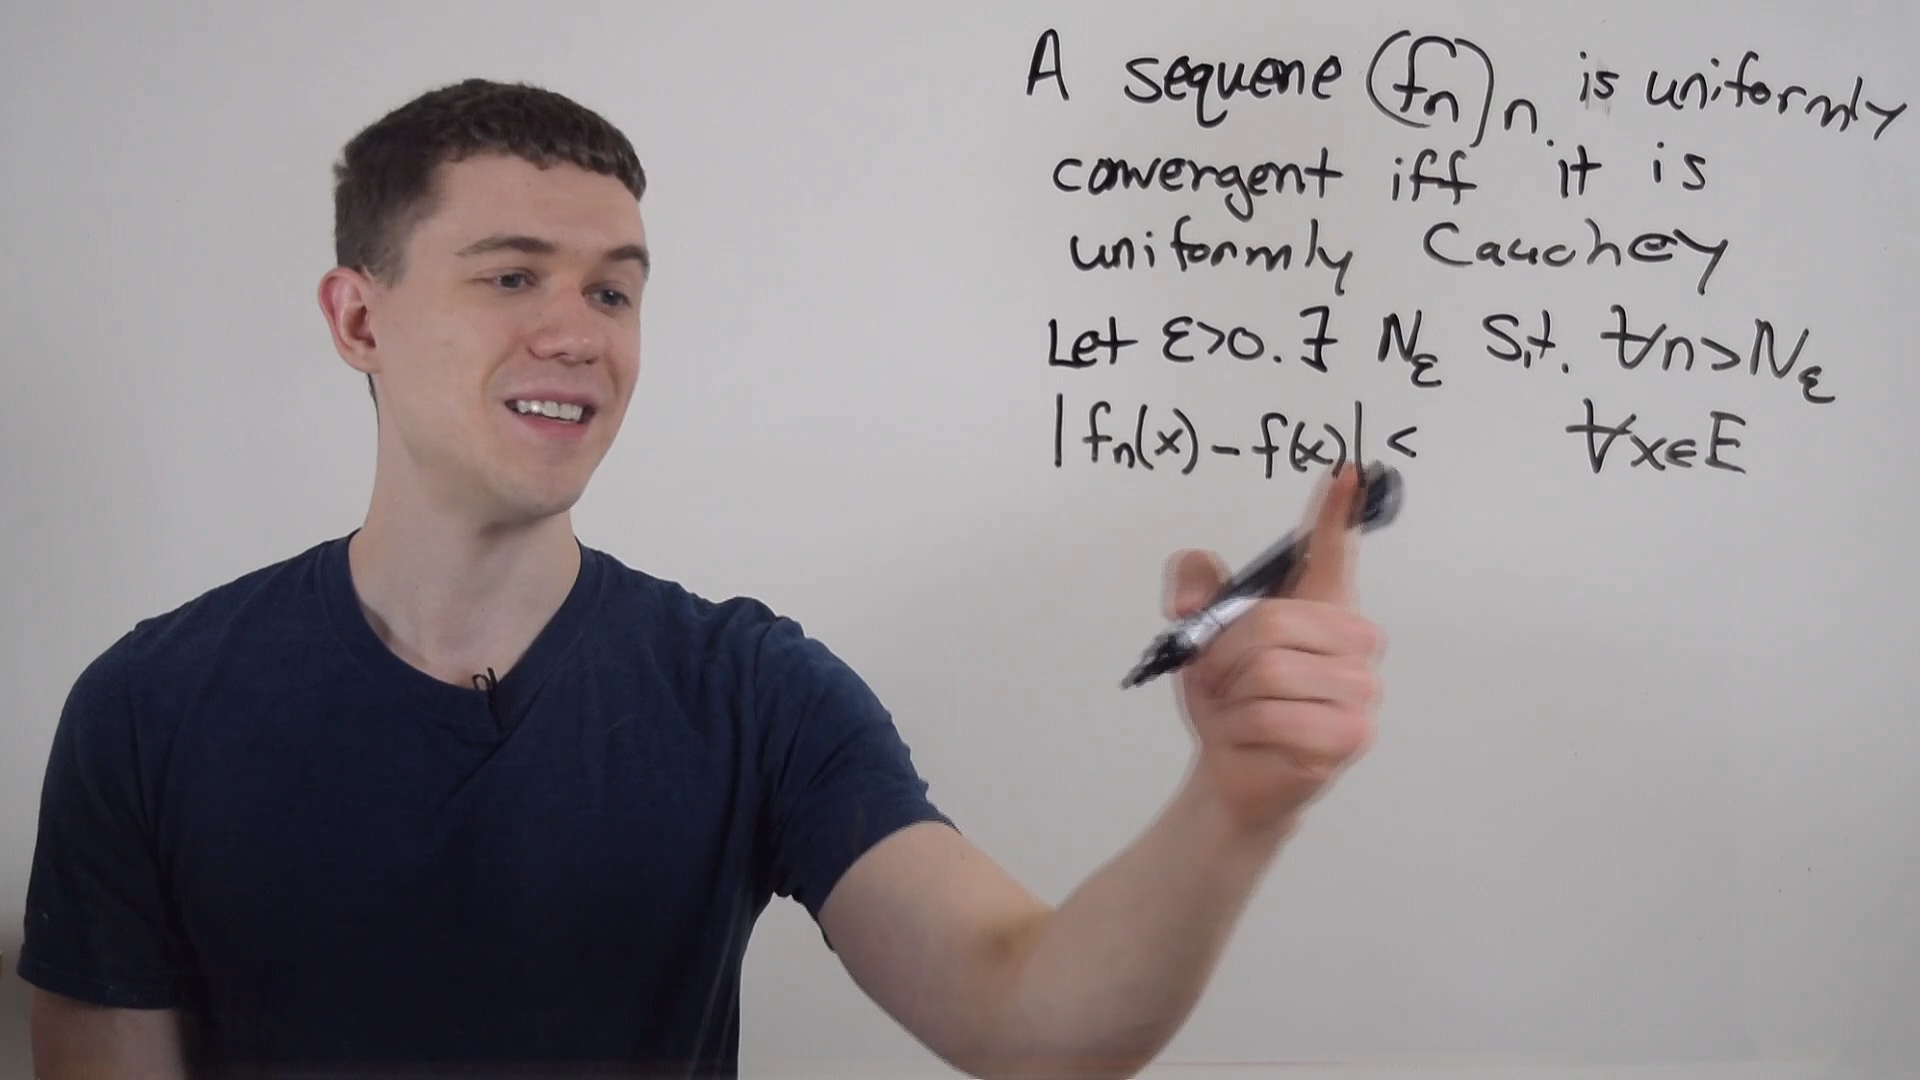 A sequene (fn)n is uniformly
convergent iff it is
uniformly Cauchey
Let ε>0. ∃ Nε s.t. ∀n>Nε
|fn(x)-f(x)|< ∀x∈E